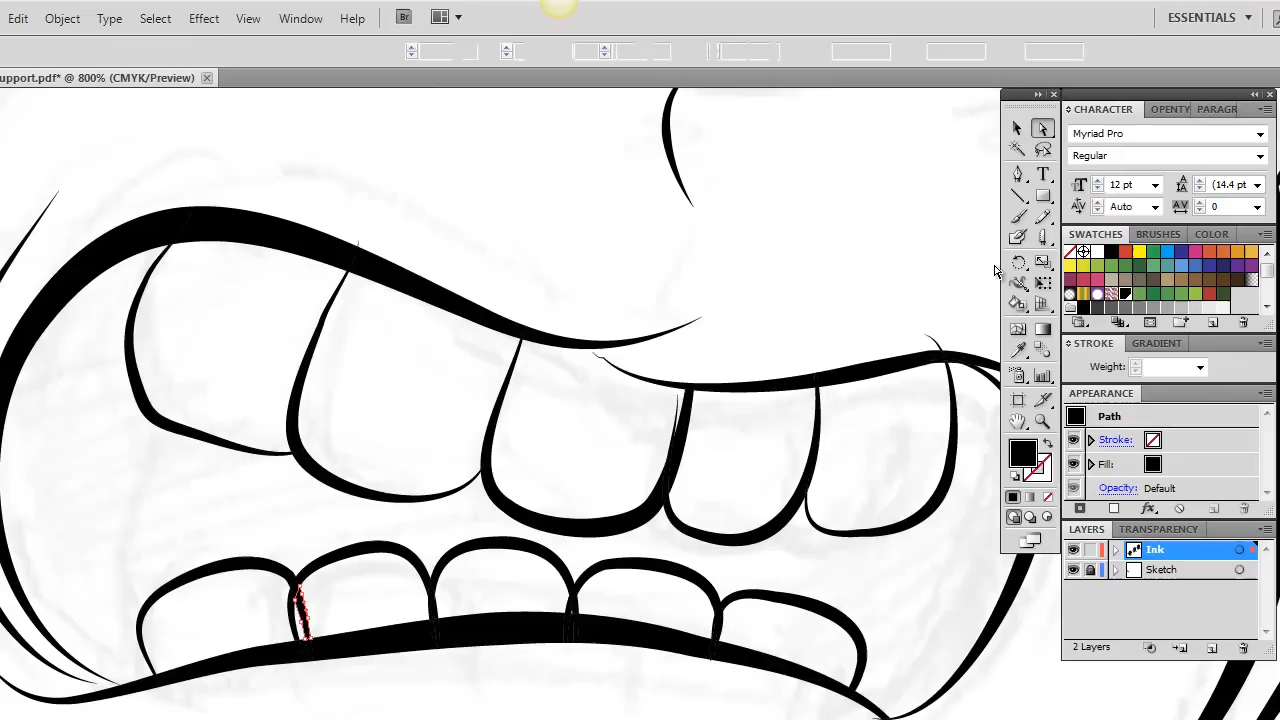 Edit Object Type Select Effect View Window Help Br ESSENTIALS
upport.pdf* @ 800% (CMYK/Preview)
CHARACTER OPENTY PARAGR
Myriad Pro
Regular
12 pt (14.4 pt
Auto 0
SWATCHES BRUSHES COLOR
STROKE GRADIENT
Weight:
APPEARANCE
Path
Stroke:
Fill:
Opacity: Default
LAYERS TRANSPARENCY
Ink
Sketch
2 Layers